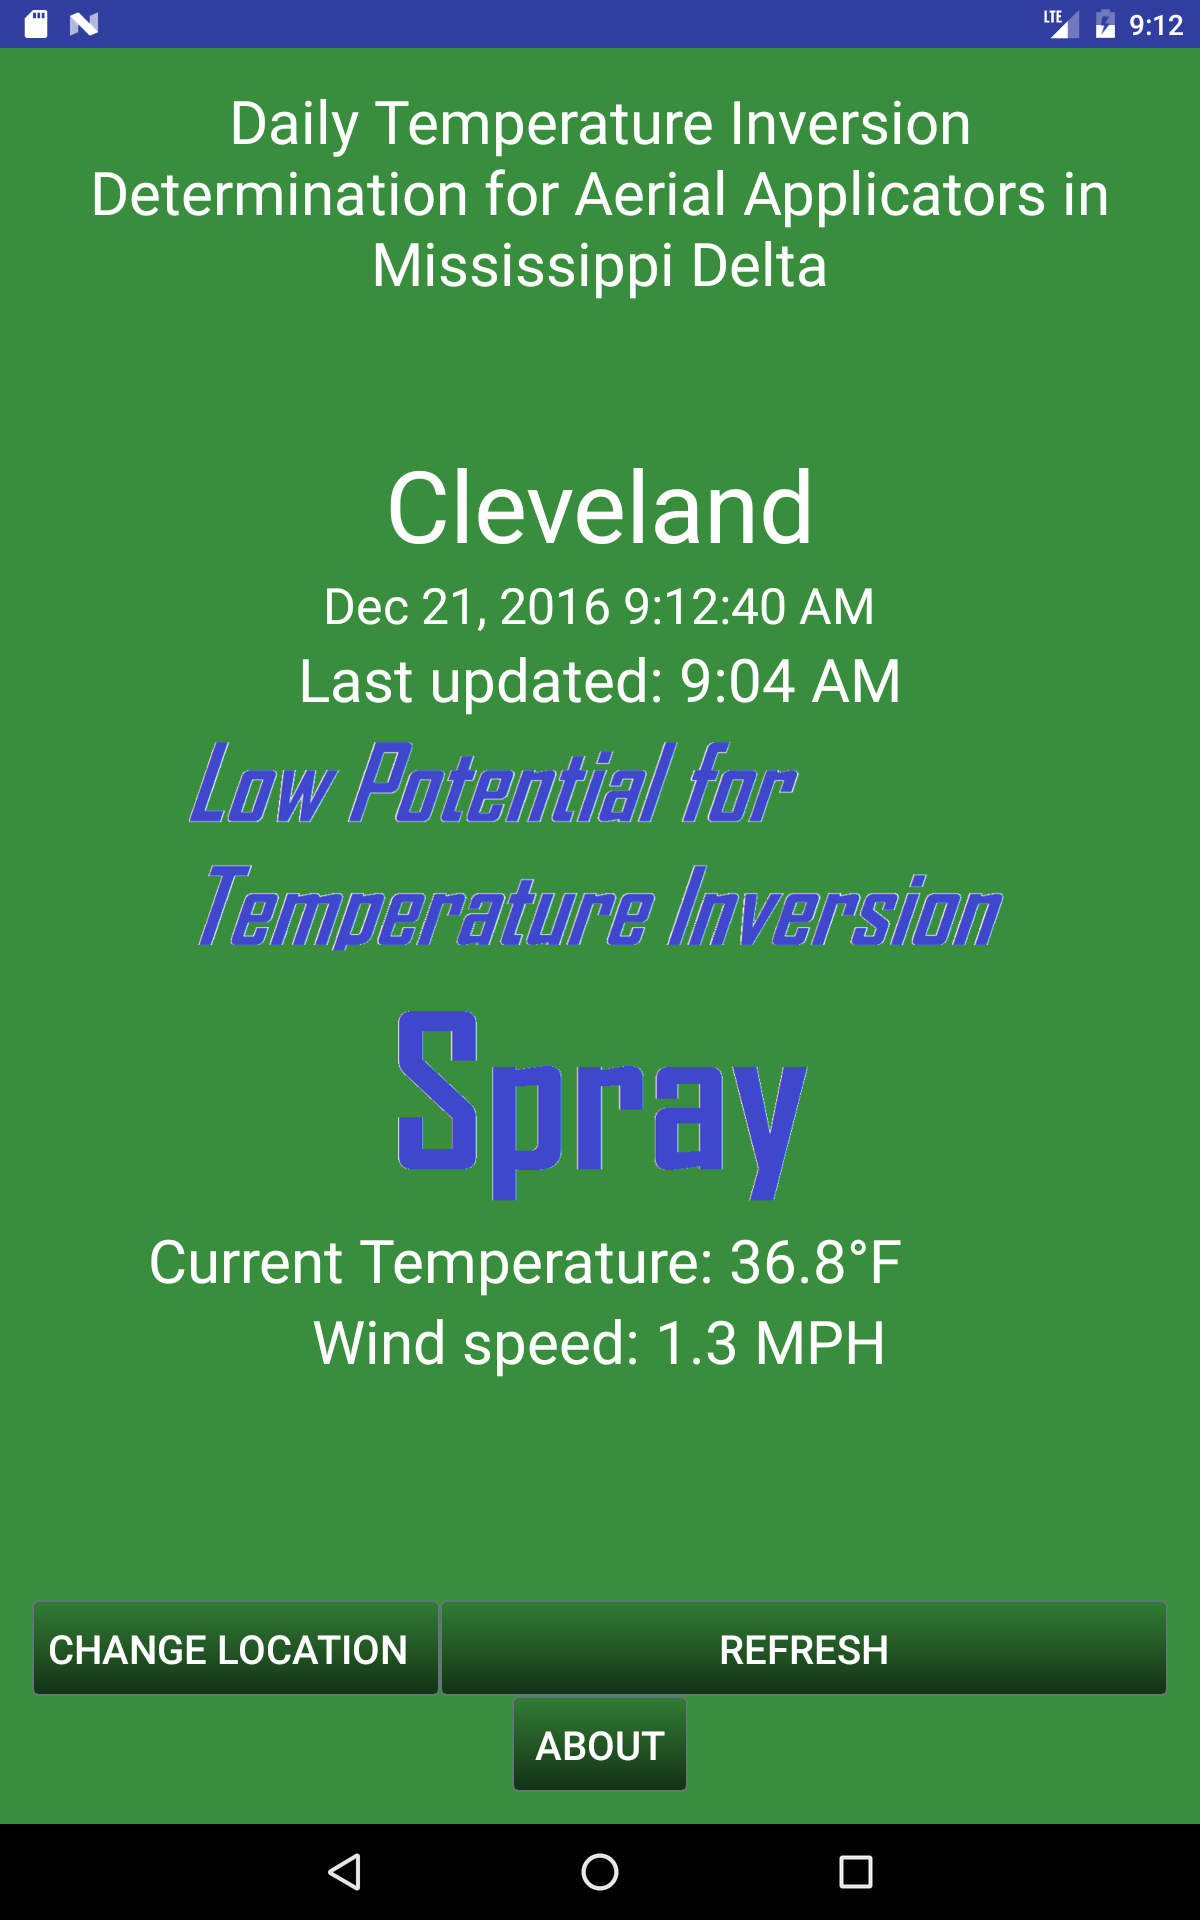 LTE 9:12
Daily Temperature Inversion
Determination for Aerial Applicators in
Mississippi Delta
Cleveland
Dec 21, 2016 9:12:40 AM
Last updated: 9:04 AM
Low Potential for
Temperature Inversion
Spray
Current Temperature: 36.8°F
Wind speed: 1.3 MPH
CHANGE LOCATION REFRESH
ABOUT